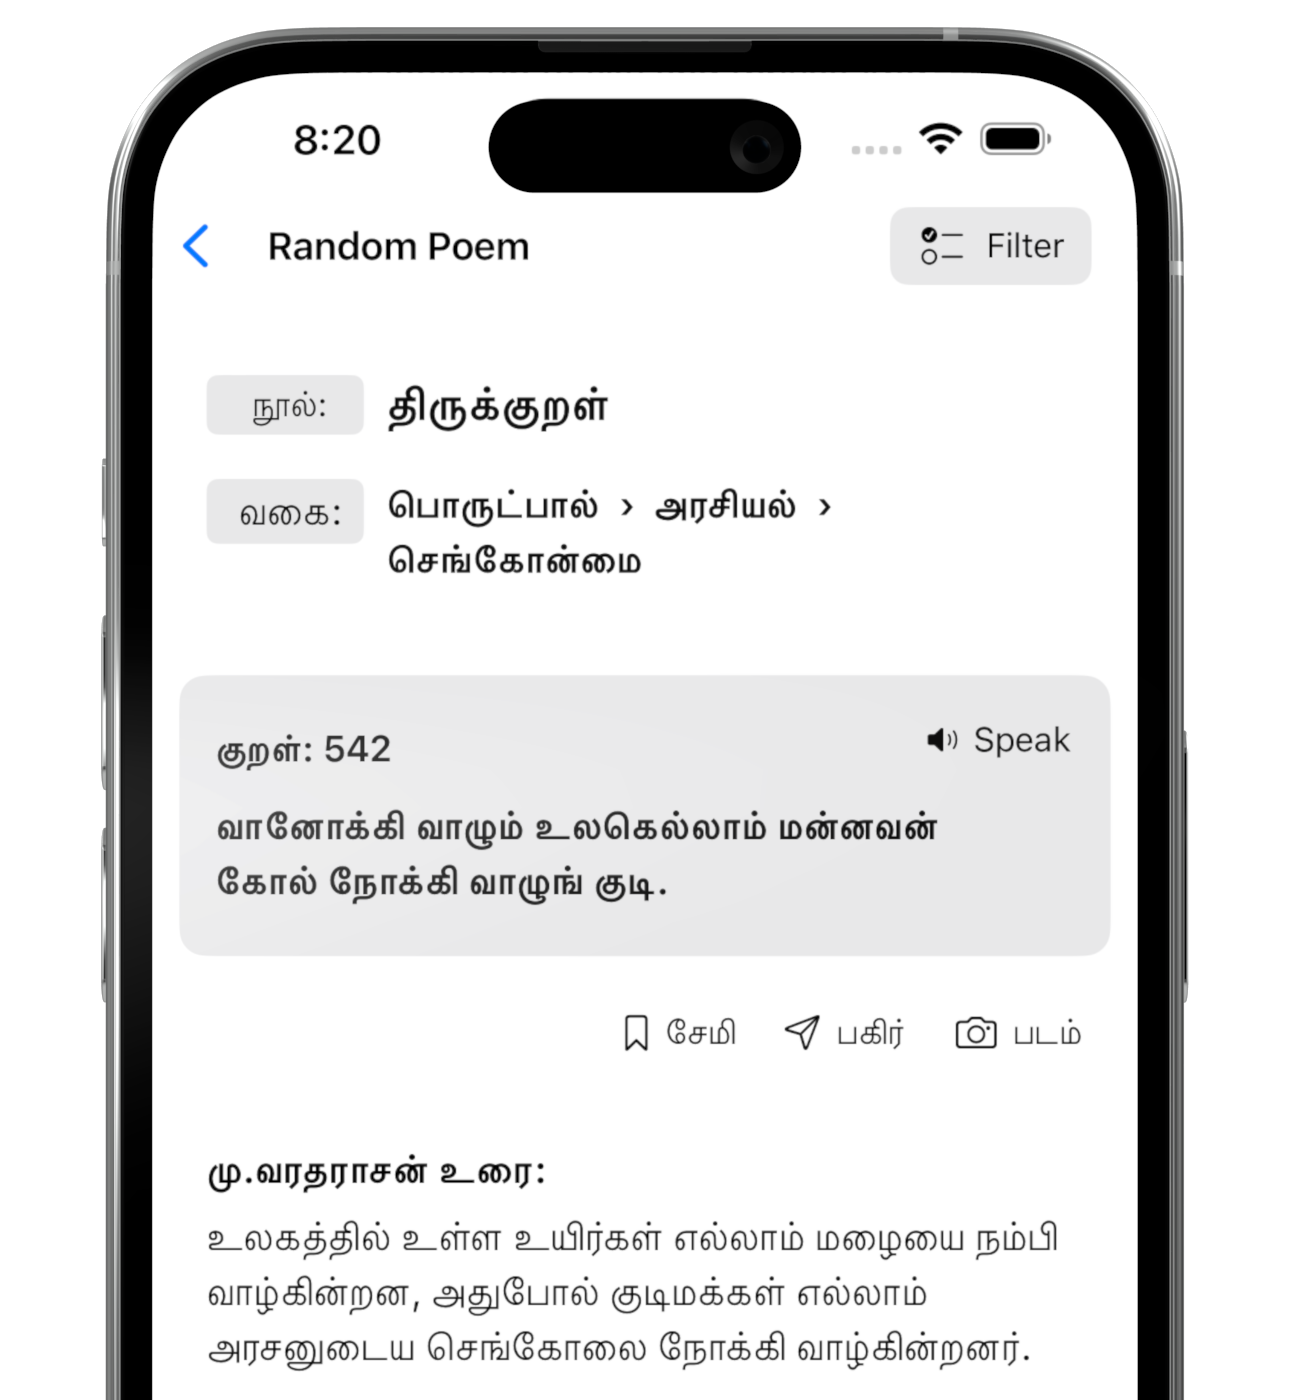 8:20
Random Poem
Filter
நூல்:
திருக்குறள்
வகை:
பொருட்பால் › அரசியல் ›
செங்கோன்மை
குறள்: 542
Speak
வானோக்கி வாழும் உலகெல்லாம் மன்னவன்
கோல் நோக்கி வாழுங் குடி.
சேமி
பகிர்
படம்
மு.வரதராசன் உரை:
உலகத்தில் உள்ள உயிர்கள் எல்லாம் மழையை நம்பி
வாழ்கின்றன, அதுபோல் குடிமக்கள் எல்லாம்
அரசனுடைய செங்கோலை நோக்கி வாழ்கின்றனர்.